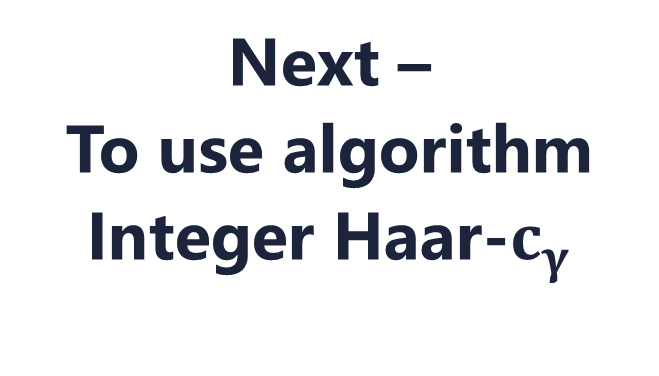 Next –
To use algorithm
Integer Haar-cᵧ